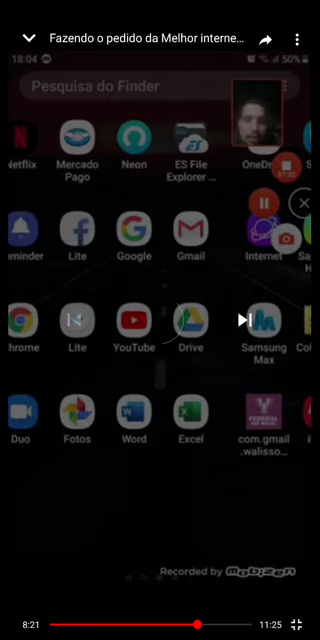 Fazendo o pedido da Melhor interne...
18:04
50%
Pesquisa do Finder
Netflix
Mercado
Pago
Neon
ES File
Explorer ...
OneDr
07:22
eminder
Lite
Google
Gmail
Internet
Sa
H
hrome
Lite
YouTube
Drive
Samsung
Max
Col
Duo
Fotos
Word
Excel
com.gmail
.walisso...
Recorded by MOBIZEN
8:21
11:25